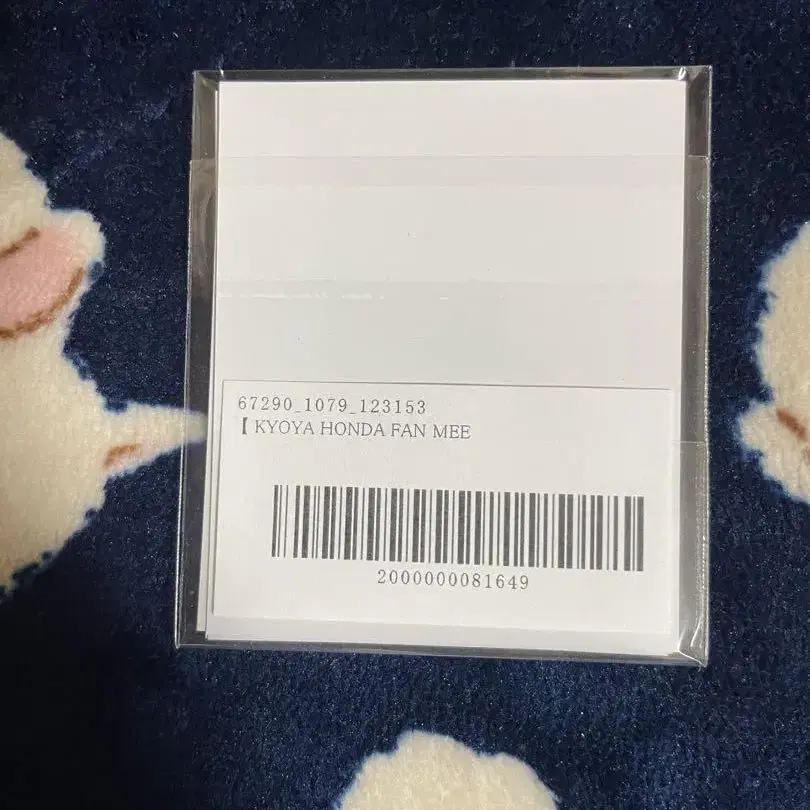 67290_1079_123153
【 KYOYA HONDA FAN MEE
2000000081649